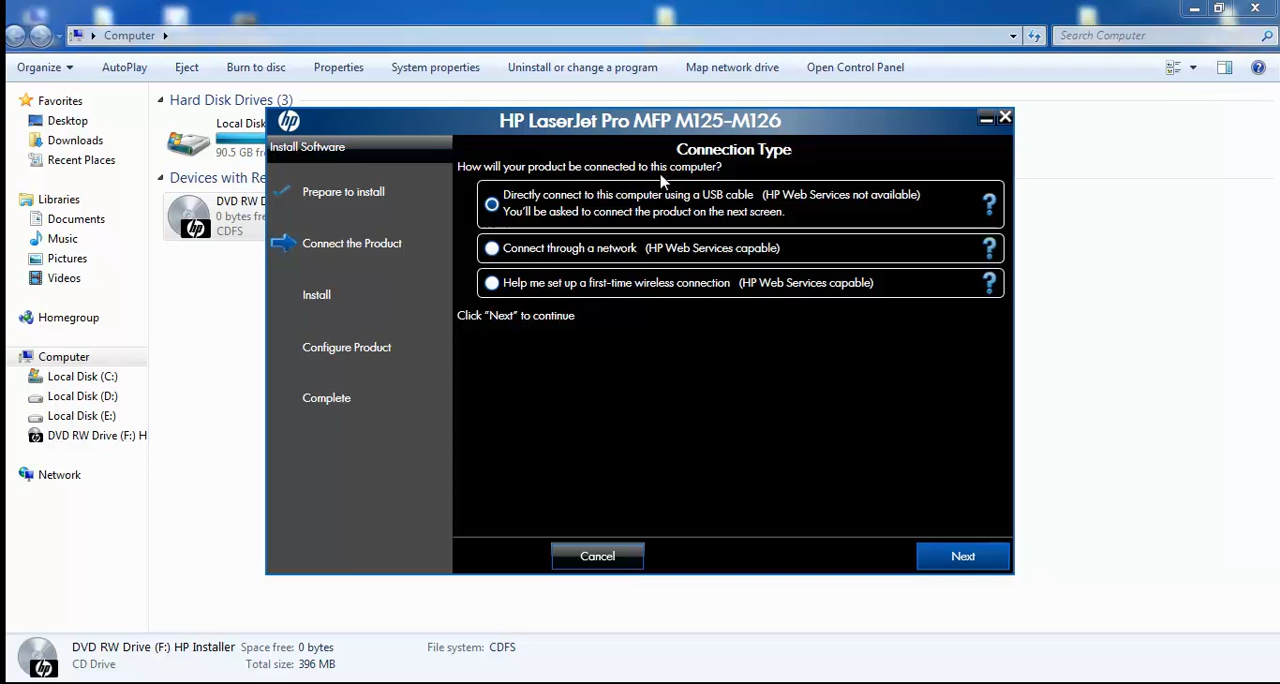 Computer
Search Computer
Organize
AutoPlay
Eject
Burn to disc
Properties
System properties
Uninstall or change a program
Map network drive
Open Control Panel
Favorites
Desktop
Downloads
Recent Places
Libraries
Documents
Music
Pictures
Videos
Homegroup
Computer
Local Disk (C:)
Local Disk (D:)
Local Disk (E:)
DVD RW Drive (F:) H
Network
Hard Disk Drives (3)
Local Disk
90.5 GB fre
Devices with Re
DVD RW D
0 bytes fre
CDFS
hp
hp
HP LaserJet Pro MFP M125-M126
Install Software
Prepare to install
Connect the Product
Install
Configure Product
Complete
Connection Type
How will your product be connected to this computer?
Directly connect to this computer using a USB cable (HP Web Services not available)
You'll be asked to connect the product on the next screen.
?
Connect through a network (HP Web Services capable)
?
Help me set up a first-time wireless connection (HP Web Services capable)
?
Click "Next" to continue
Cancel
Next
hp
DVD RW Drive (F:) HP Installer
CD Drive
Space free: 0 bytes
Total size: 396 MB
File system: CDFS